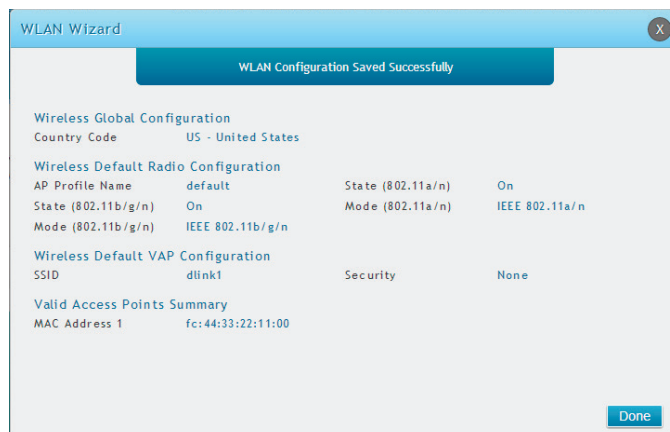 WLAN Wizard X
WLAN Configuration Saved Successfully
Wireless Global Configuration
Country Code US - United States
Wireless Default Radio Configuration
AP Profile Name default State (802.11a/n) On
State (802.11b/g/n) On Mode (802.11a/n) IEEE 802.11a/n
Mode (802.11b/g/n) IEEE 802.11b/g/n
Wireless Default VAP Configuration
SSID dlink1 Security None
Valid Access Points Summary
MAC Address 1 fc:44:33:22:11:00
Done